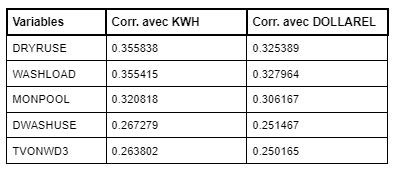 Variables Corr. avec KWH Corr. avec DOLLAREL
DRYRUSE 0.355838 0.325389
WASHLOAD 0.355415 0.327964
MONPOOL 0.320818 0.306167
DWASHUSE 0.267279 0.251467
TVONWD3 0.263802 0.250165